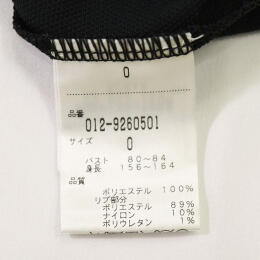 0
品番
012-9260501
サイズ
0
バスト 80~84
身長 156~164
品質
ポリエステル 100%
リブ部分
ポリエステル 89%
ナイロン 10%
ポリウレタン 1%